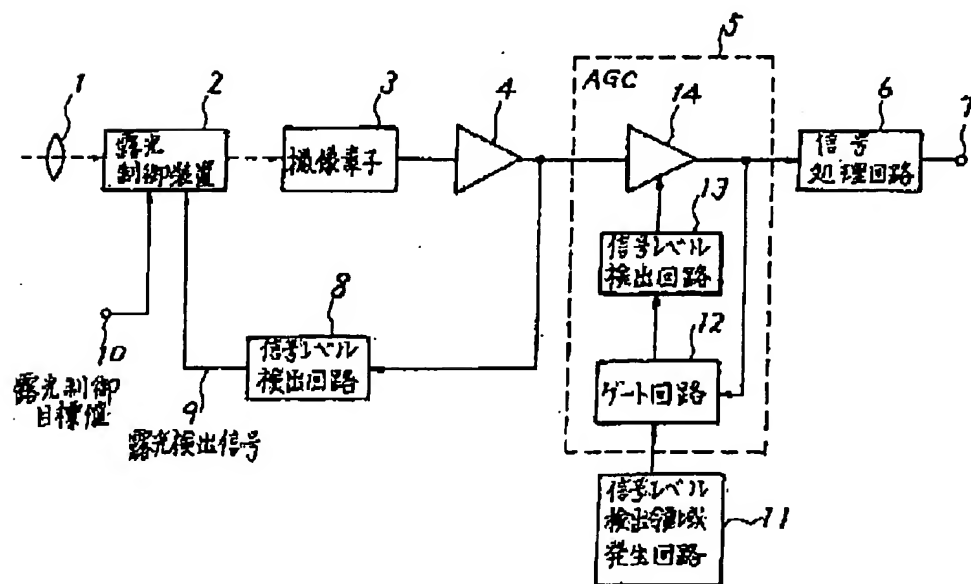 1
2
露光
制御装置
3
撮像素子
4
5
AGC
14
6
信号
処理回路
7
13
信号レベル
検出回路
12
ゲート回路
8
信号レベル
検出回路
10
露光制御
目標値
9
露光検出信号
信号レベル
検出領域
発生回路
11